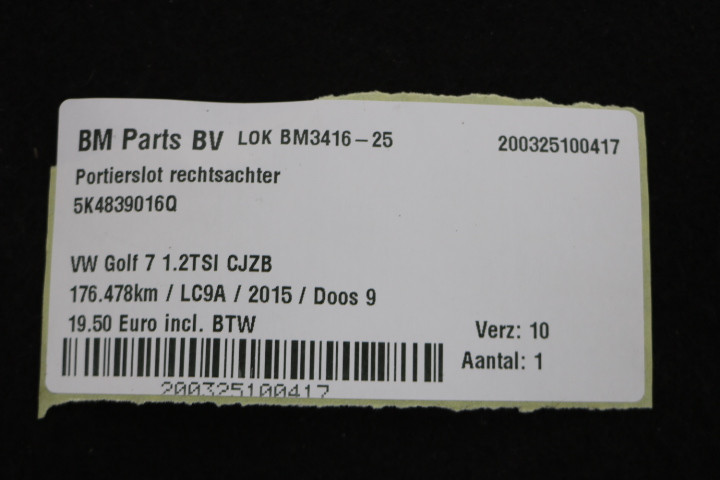 BM Parts BV LOK BM3416-25 200325100417
Portierslot rechtsachter
5K4839016Q
VW Golf 7 1.2TSI CJZB
176.478km / LC9A / 2015 / Doos 9
19.50 Euro incl. BTW
Verz: 10
Aantal: 1
200325100417